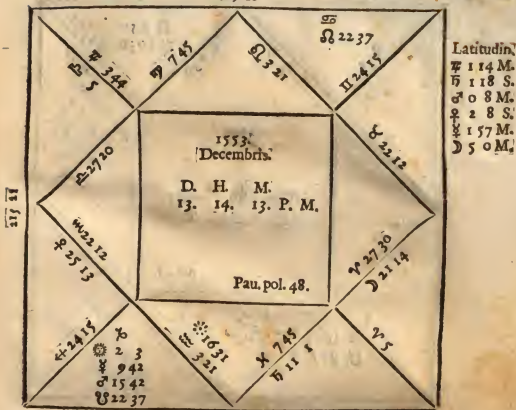 ♋
☊ 22 37
♃ 3 44
♎ 5
♍ 7 45
♌ 3 21
♊ 24 15
Latitudin.
♃ 1 14 M.
♄ 1 18 S.
♂ 0 8 M.
♀ 2 8 S.
☿ 1 57 M.
☽ 5 0 M.
♎ 27 20
1553.
Decembris.
D. H. M.
13. 14. 13. P. M.
♉ 22 12
♏ 22 12
♀ 25 13
♈ 27 30
☽ 21 14
Pau. pol. 48.
♐ 24 15
♑
☼ 2 3
☿ 9 42
♂ 15 42
☋ 22 37
16 31
♒ 3 21
♓ 7 45
♄ 11 1
♈ 5